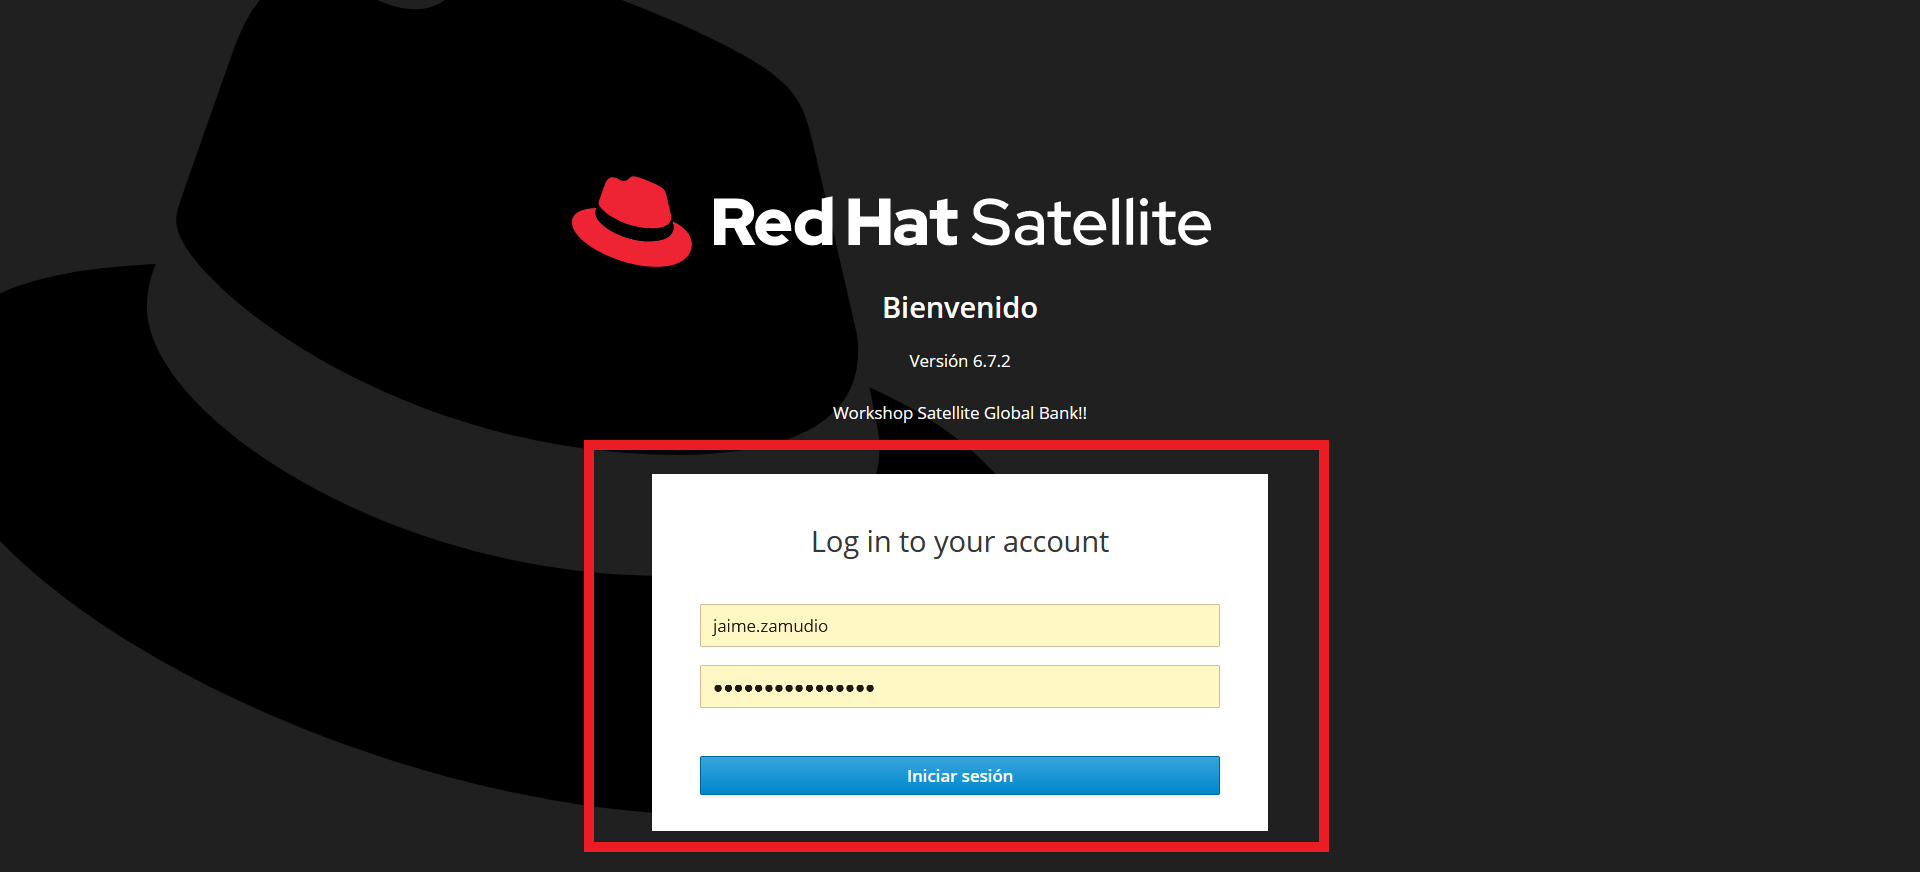 Red Hat Satellite
Bienvenido
Versión 6.7.2
Workshop Satellite Global Bank!!
Log in to your account
jaime.zamudio
••••••••••••••••
Iniciar sesión